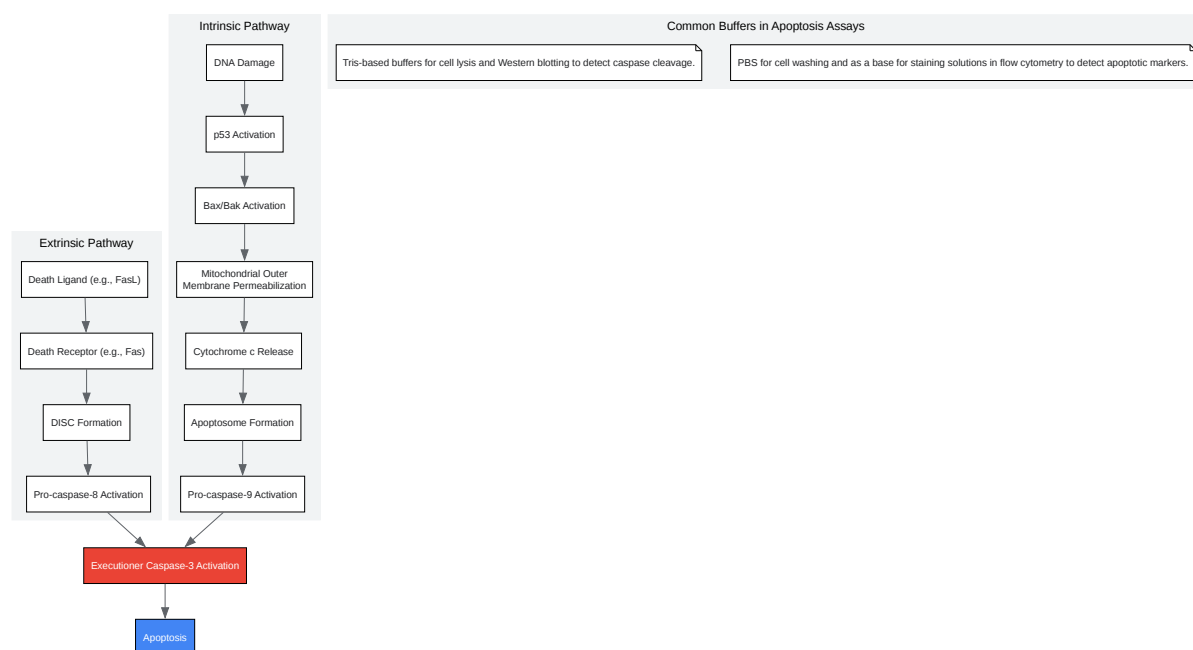 Intrinsic Pathway
DNA Damage
p53 Activation
Bax/Bak Activation
Mitochondrial Outer
Membrane Permeabilization
Cytochrome c Release
Apoptosome Formation
Pro-caspase-9 Activation
Extrinsic Pathway
Death Ligand (e.g., FasL)
Death Receptor (e.g., Fas)
DISC Formation
Pro-caspase-8 Activation
Executioner Caspase-3 Activation
Apoptosis
Common Buffers in Apoptosis Assays
Tris-based buffers for cell lysis and Western blotting to detect caspase cleavage.
PBS for cell washing and as a base for staining solutions in flow cytometry to detect apoptotic markers.